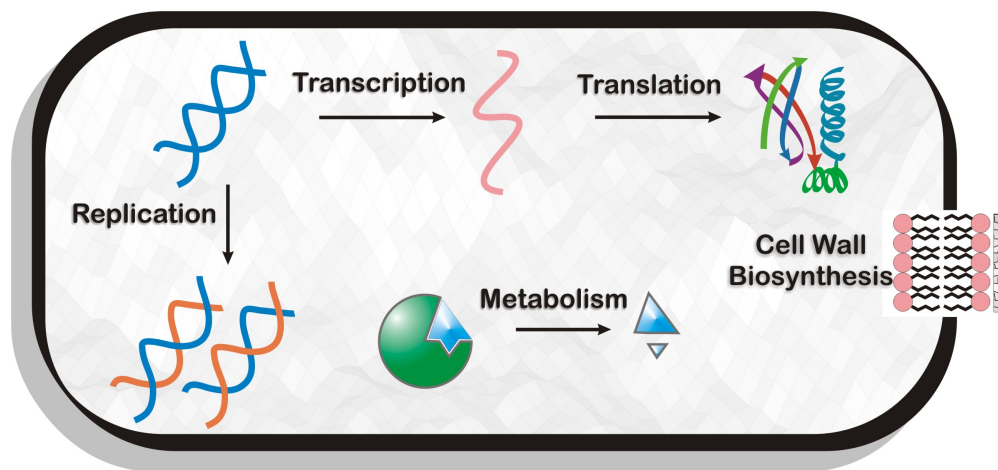 Transcription
Translation
Replication
Cell Wall
Biosynthesis
Metabolism